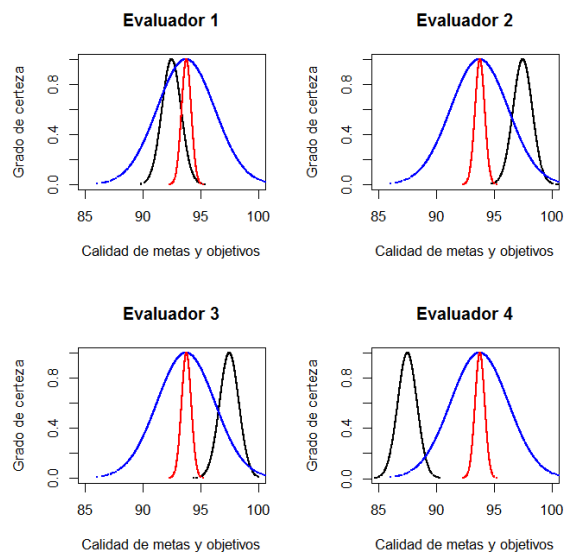 Evaluador 1
Grado de certeza
0.0 0.4 0.8
85 90 95 100
Calidad de metas y objetivos
Evaluador 2
Grado de certeza
0.0 0.4 0.8
85 90 95 100
Calidad de metas y objetivos
Evaluador 3
Grado de certeza
0.0 0.4 0.8
85 90 95 100
Calidad de metas y objetivos
Evaluador 4
Grado de certeza
0.0 0.4 0.8
85 90 95 100
Calidad de metas y objetivos